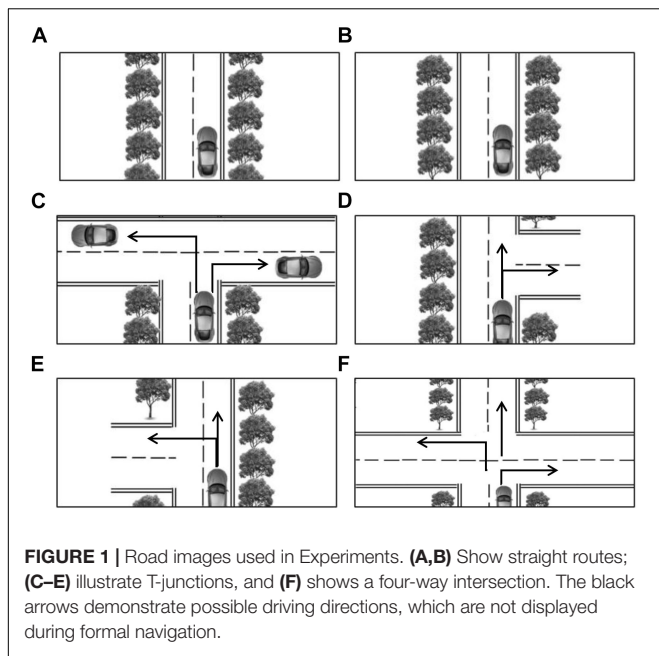 A
B
C
D
E
F
FIGURE 1 | Road images used in Experiments. (A,B) Show straight routes;
(C–E) illustrate T-junctions, and (F) shows a four-way intersection. The black
arrows demonstrate possible driving directions, which are not displayed
during formal navigation.